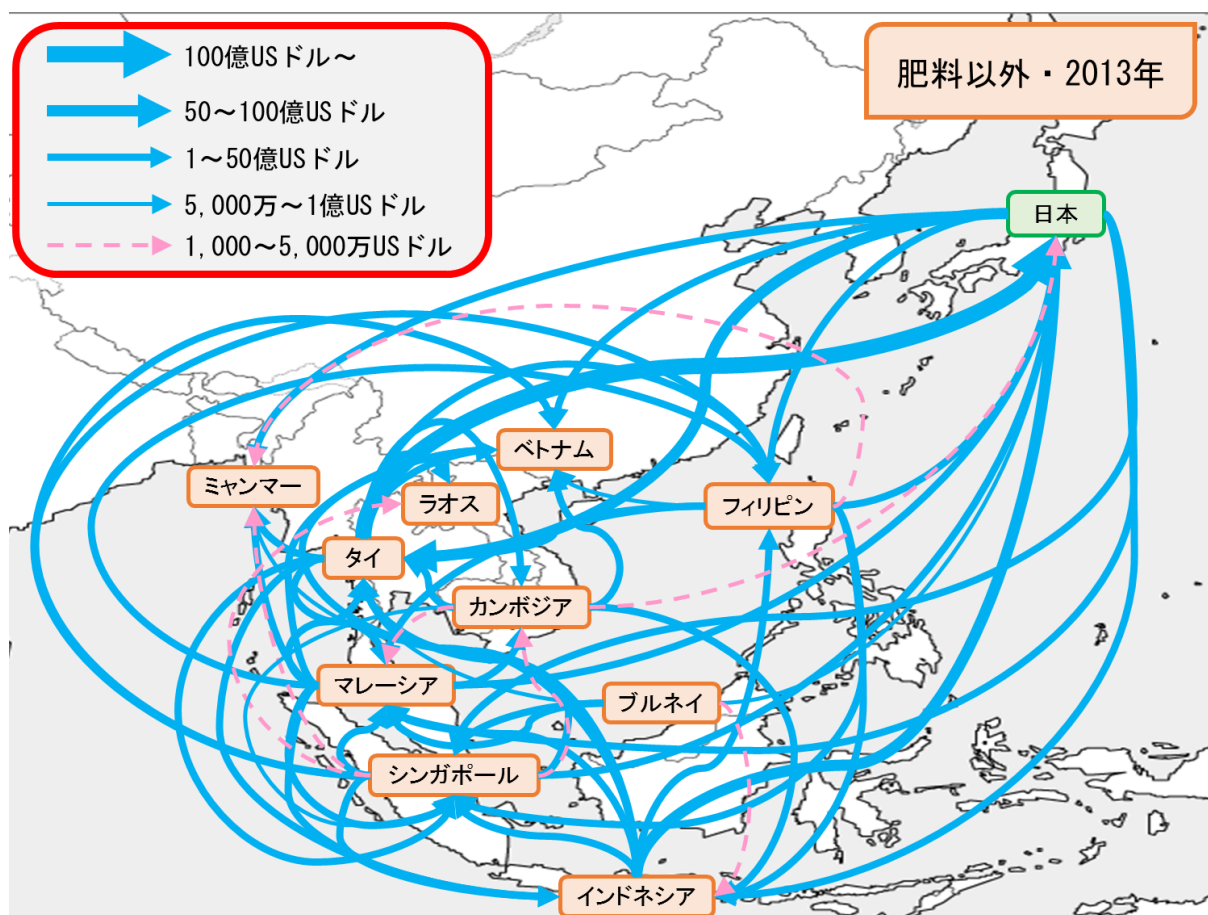 100億USドル～
50～100億USドル
1～50億USドル
5,000万～1億USドル
1,000～5,000万USドル
肥料以外・2013年
日本
ベトナム
ミャンマー
ラオス
フィリピン
タイ
カンボジア
マレーシア
ブルネイ
シンガポール
インドネシア